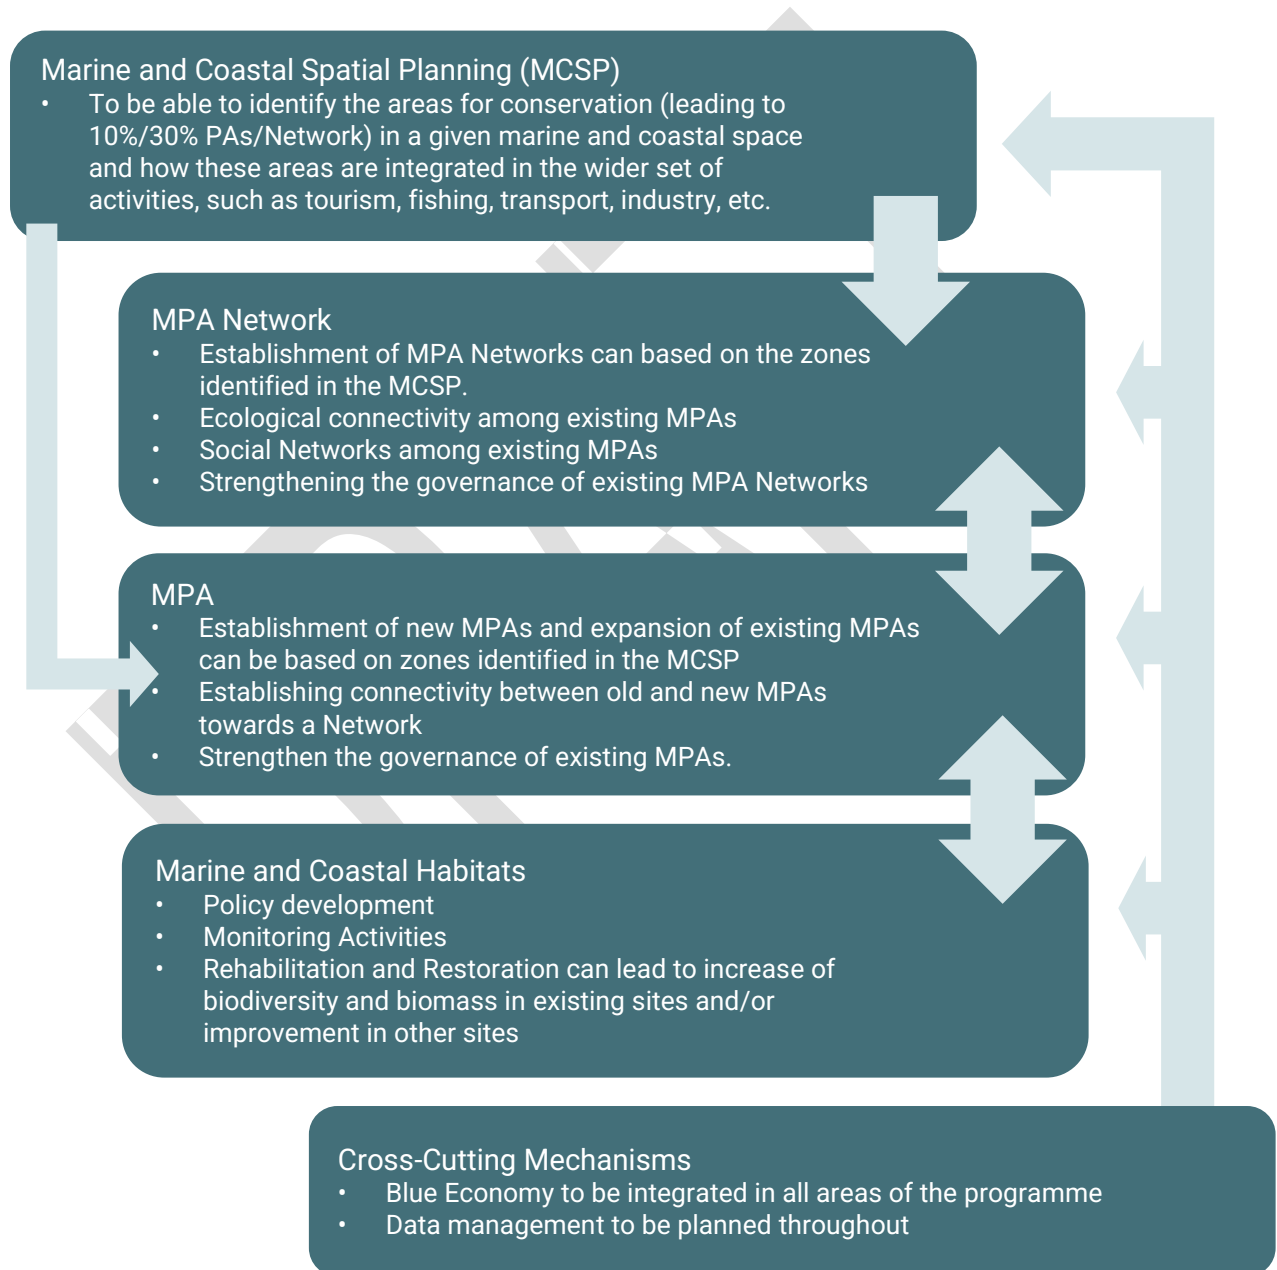 Marine and Coastal Spatial Planning (MCSP)
• To be able to identify the areas for conservation (leading to
10%/30% PAs/Network) in a given marine and coastal space
and how these areas are integrated in the wider set of
activities, such as tourism, fishing, transport, industry, etc.
MPA Network
• Establishment of MPA Networks can based on the zones
identified in the MCSP.
• Ecological connectivity among existing MPAs
• Social Networks among existing MPAs
• Strengthening the governance of existing MPA Networks
MPA
• Establishment of new MPAs and expansion of existing MPAs
can be based on zones identified in the MCSP
• Establishing connectivity between old and new MPAs
towards a Network
• Strengthen the governance of existing MPAs.
Marine and Coastal Habitats
• Policy development
• Monitoring Activities
• Rehabilitation and Restoration can lead to increase of
biodiversity and biomass in existing sites and/or
improvement in other sites
Cross-Cutting Mechanisms
• Blue Economy to be integrated in all areas of the programme
• Data management to be planned throughout